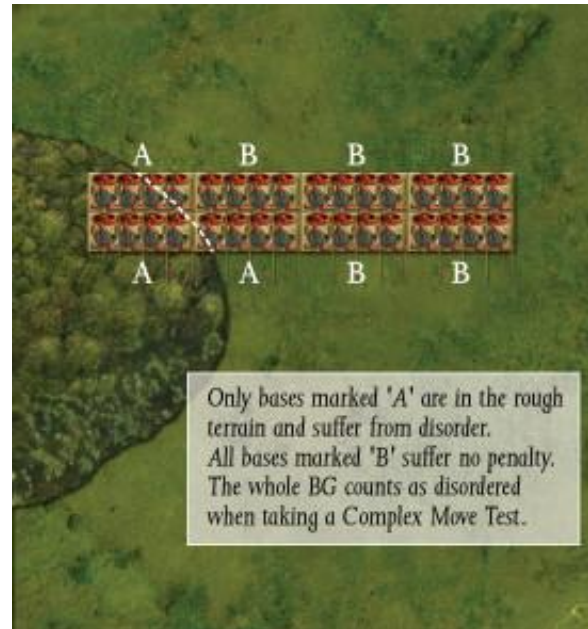 A B B B
A A B B
Only bases marked 'A' are in the rough
terrain and suffer from disorder.
All bases marked 'B' suffer no penalty.
The whole BG counts as disordered
when taking a Complex Move Test.